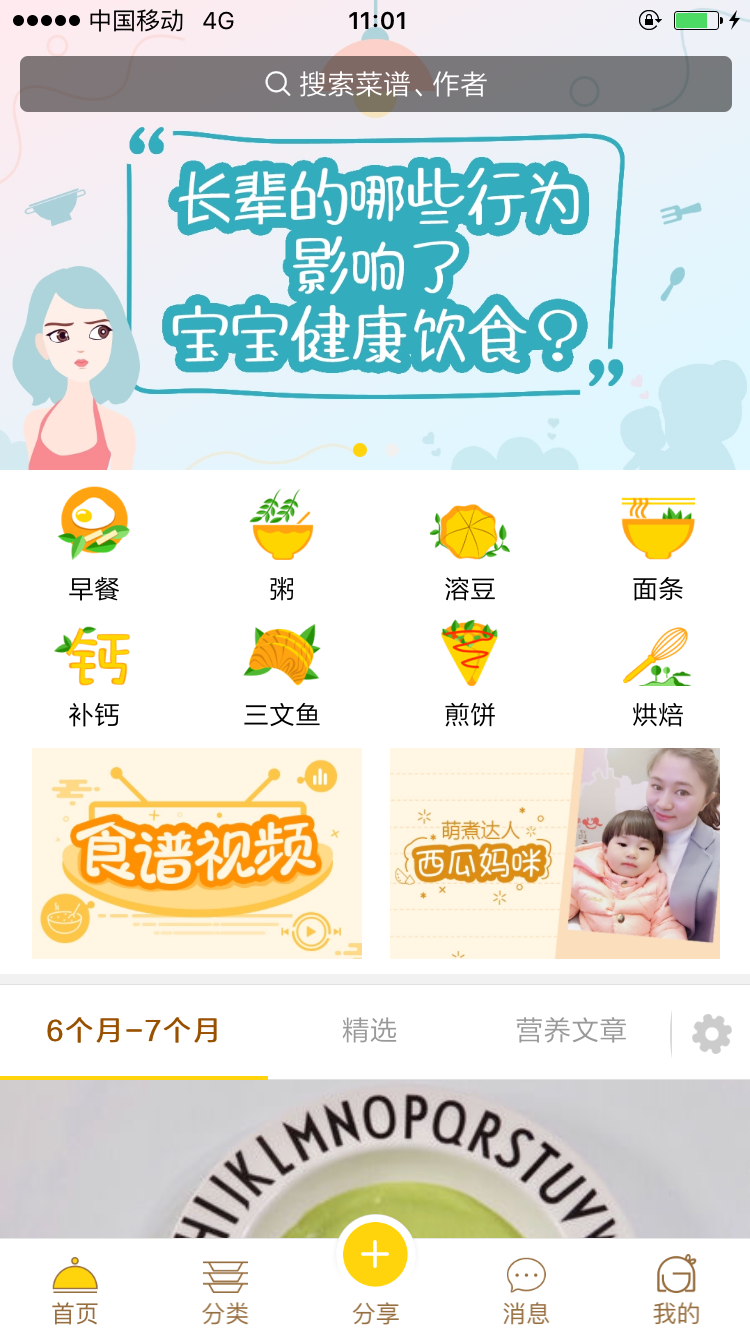 中国移动 4G 11:01
搜索菜谱、作者
“长辈的哪些行为
影响了
宝宝健康饮食？”
早餐 粥 溶豆 面条
钙
补钙 三文鱼 煎饼 烘焙
食谱视频
萌煮达人
西瓜妈咪
6个月-7个月 精选 营养文章
HIJKLMNOPQRSTUV
首页 分类 分享 消息 我的